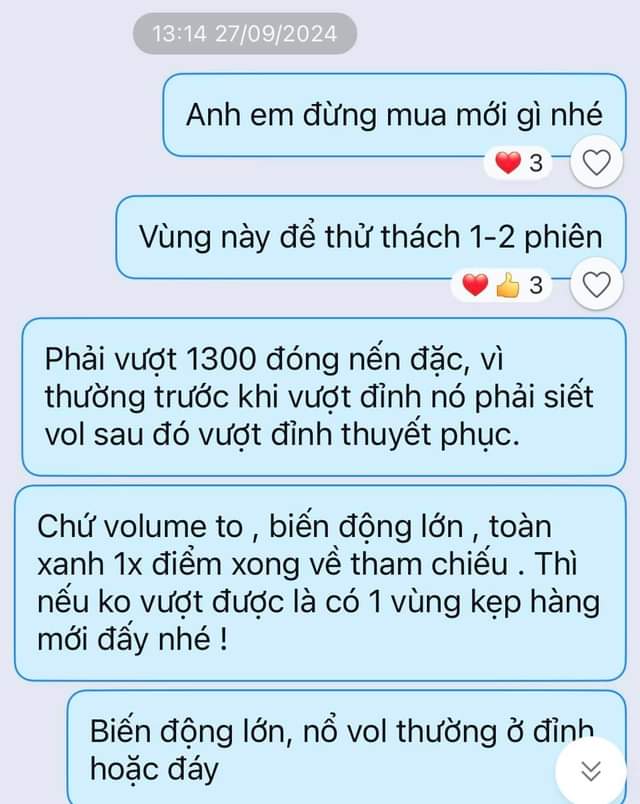 13:14 27/09/2024
Anh em đừng mua mới gì nhé
3
Vùng này để thử thách 1-2 phiên
3
Phải vượt 1300 đóng nến đặc, vì
thường trước khi vượt đỉnh nó phải siết
vol sau đó vượt đỉnh thuyết phục.
Chứ volume to , biến động lớn , toàn
xanh 1x điểm xong về tham chiếu . Thì
nếu ko vượt được là có 1 vùng kẹp hàng
mới đấy nhé !
Biến động lớn, nổ vol thường ở đỉnh
hoặc đáy